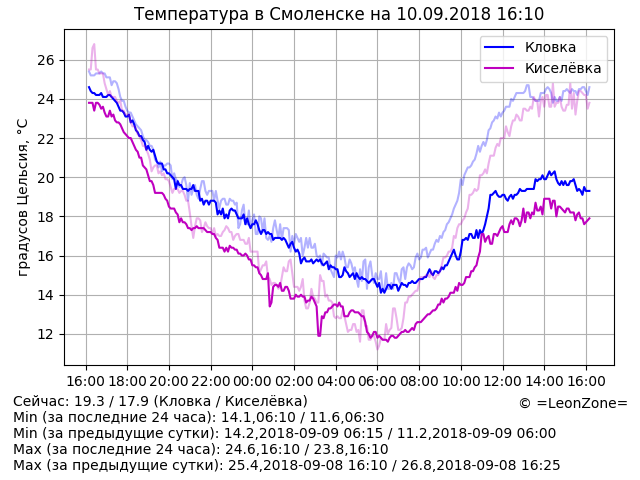 Температура в Смоленске на 10.09.2018 16:10
Кловка
Киселёвка
градусов Цельсия, °C
26
24
22
20
18
16
14
12
16:00 18:00 20:00 22:00 00:00 02:00 04:00 06:00 08:00 10:00 12:00 14:00 16:00
Сейчас: 19.3 / 17.9 (Кловка / Киселёвка)
© =LeonZone=
Min (за последние 24 часа): 14.1,06:10 / 11.6,06:30
Min (за предыдущие сутки): 14.2,2018-09-09 06:15 / 11.2,2018-09-09 06:00
Max (за последние 24 часа): 24.6,16:10 / 23.8,16:10
Max (за предыдущие сутки): 25.4,2018-09-08 16:10 / 26.8,2018-09-08 16:25